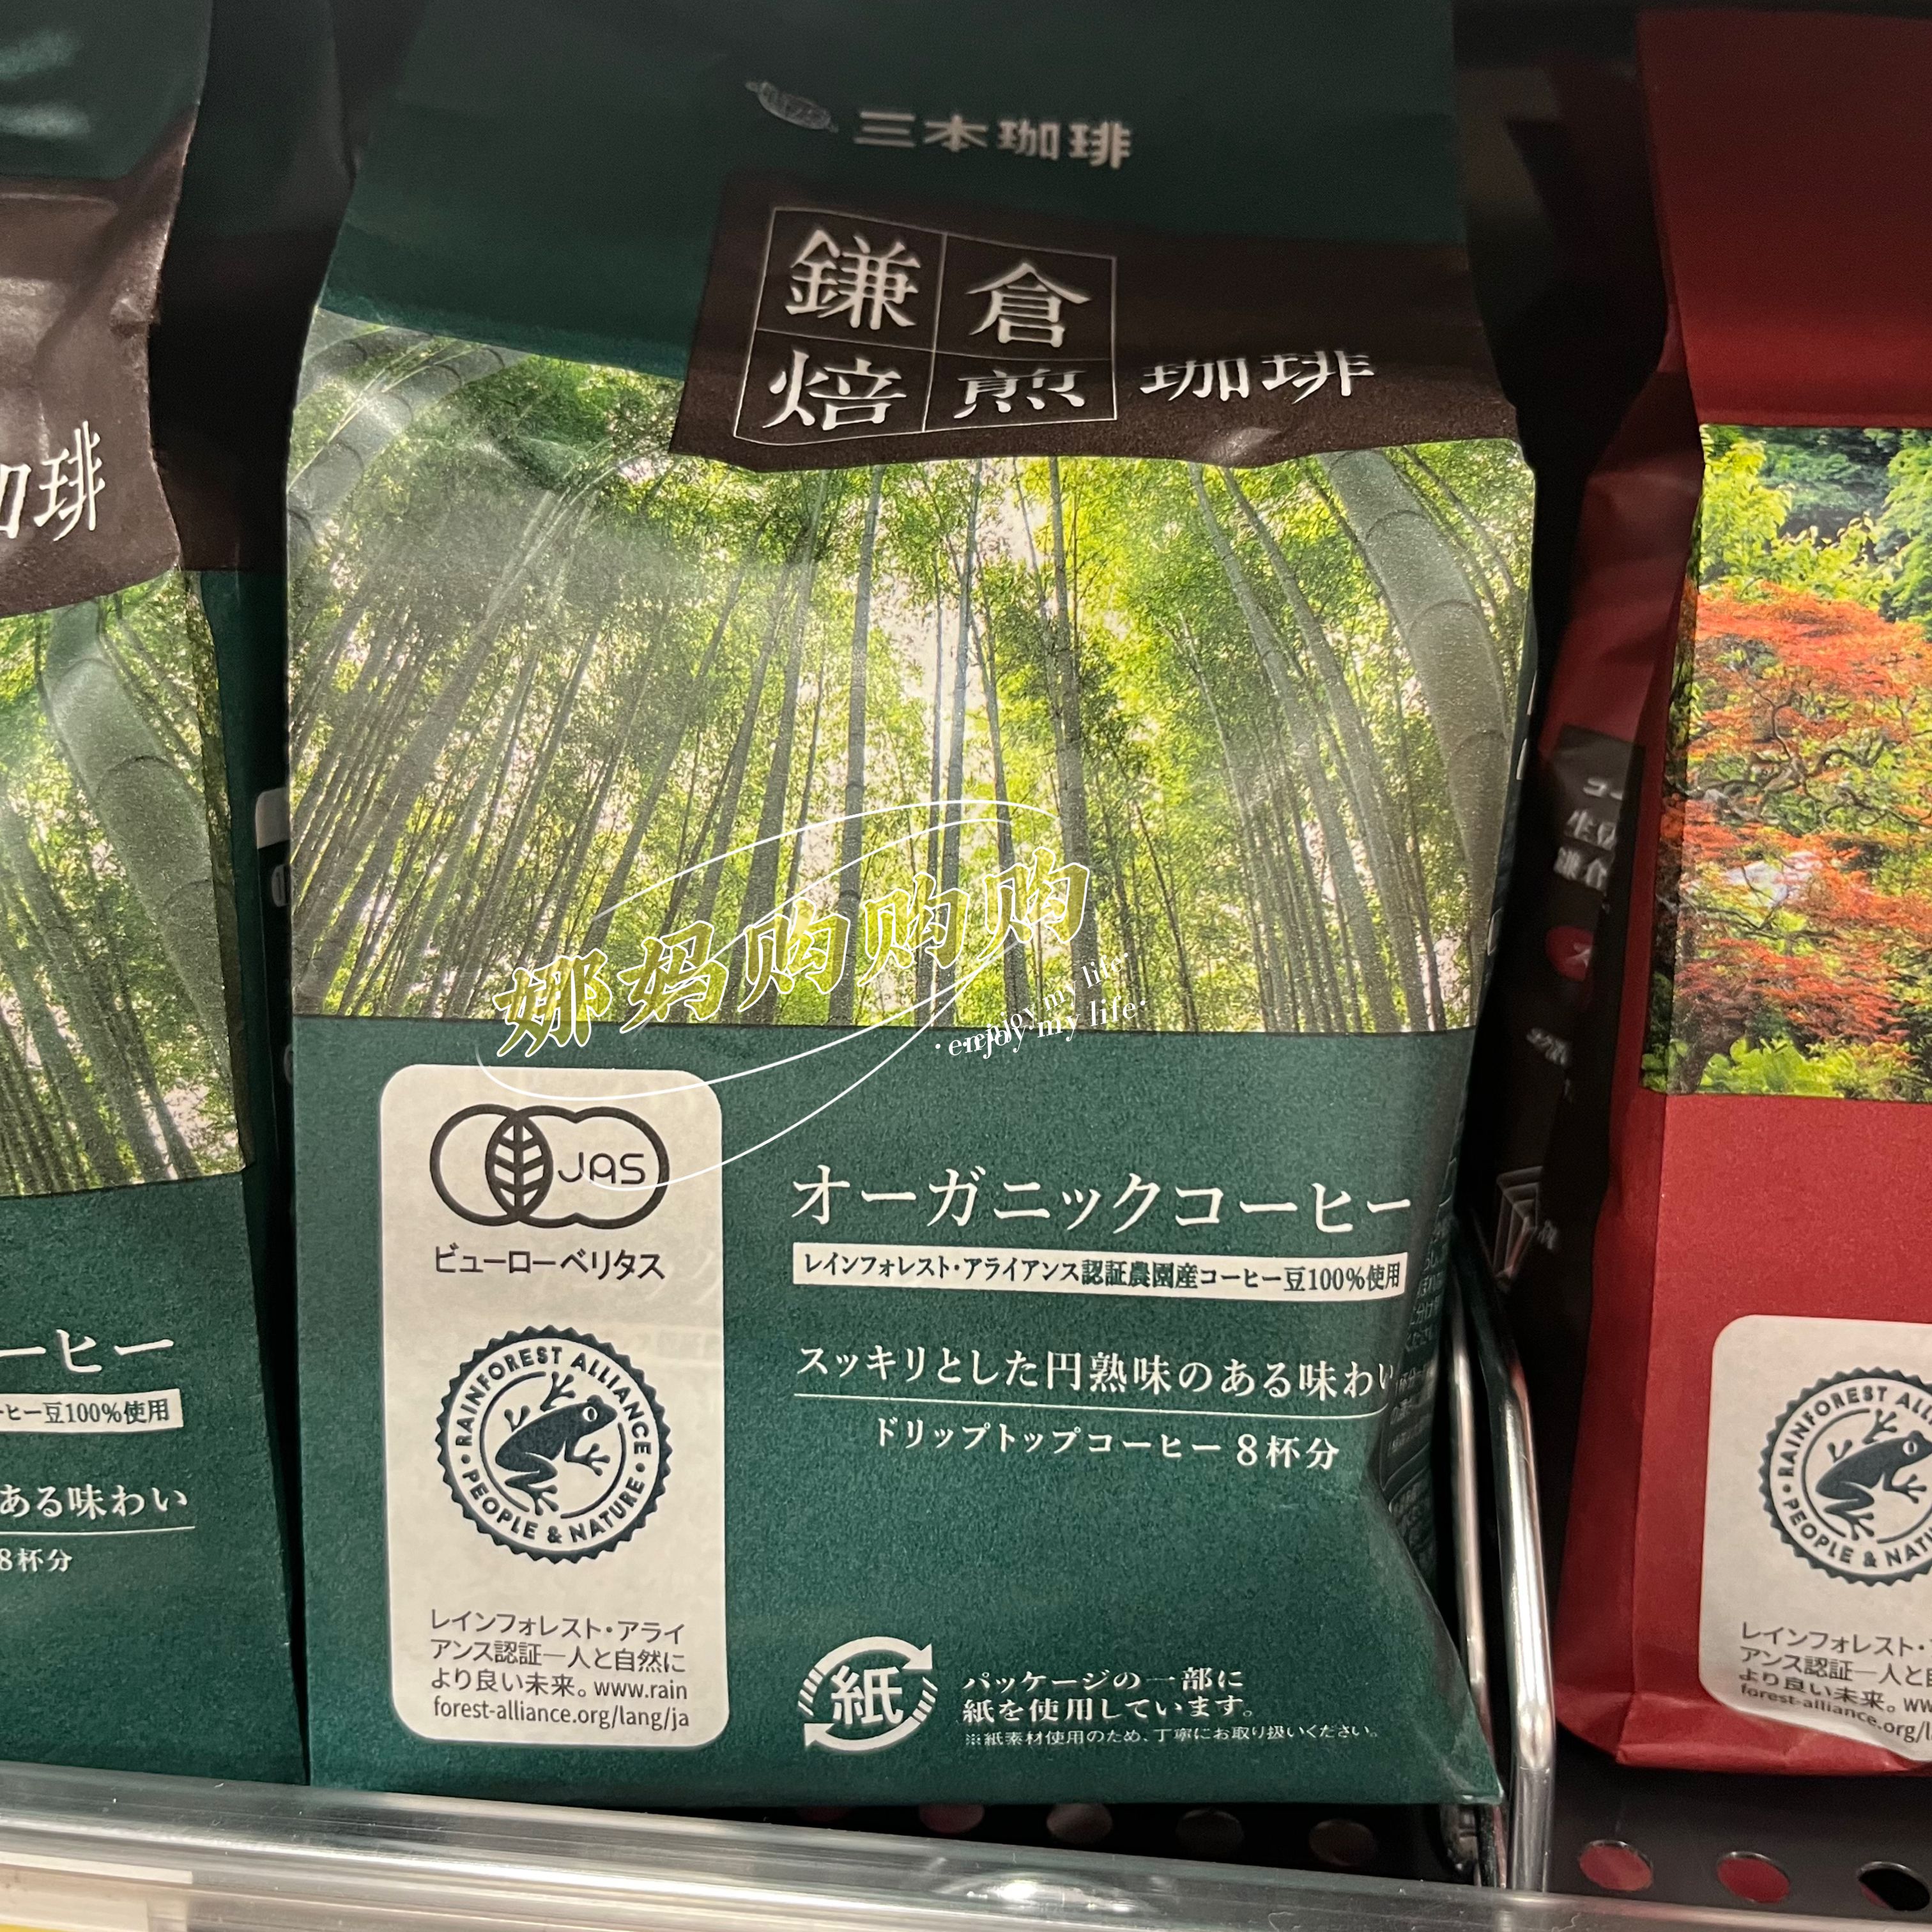 三本珈琲
鎌倉
焙煎 珈琲
珈琲
娜妈购购购
enjoy my life·
·enjoy my life·
JAS
ビューローベリタス
オーガニックコーヒー
レインフォレスト・アライアンス認証農園産コーヒー豆100%使用
スッキリとした円熟味のある味わい
ドリップトップコーヒー 8杯分
RAINFOREST ALLIANCE
PEOPLE & NATURE
レインフォレスト・アライ
アンス認証―人と自然に
より良い未来。www.rain
forest-alliance.org/lang/ja
紙
パッケージの一部に
紙を使用しています。
※紙素材使用のため、丁寧にお取り扱いください。
ーヒー
ーヒー豆100%使用
ある味わい
8杯分
RAINFOREST ALL
PEOPLE & NAT
レインフォレスト・
アンス認証―人と
より良い未来。ww
forest-alliance.org/l